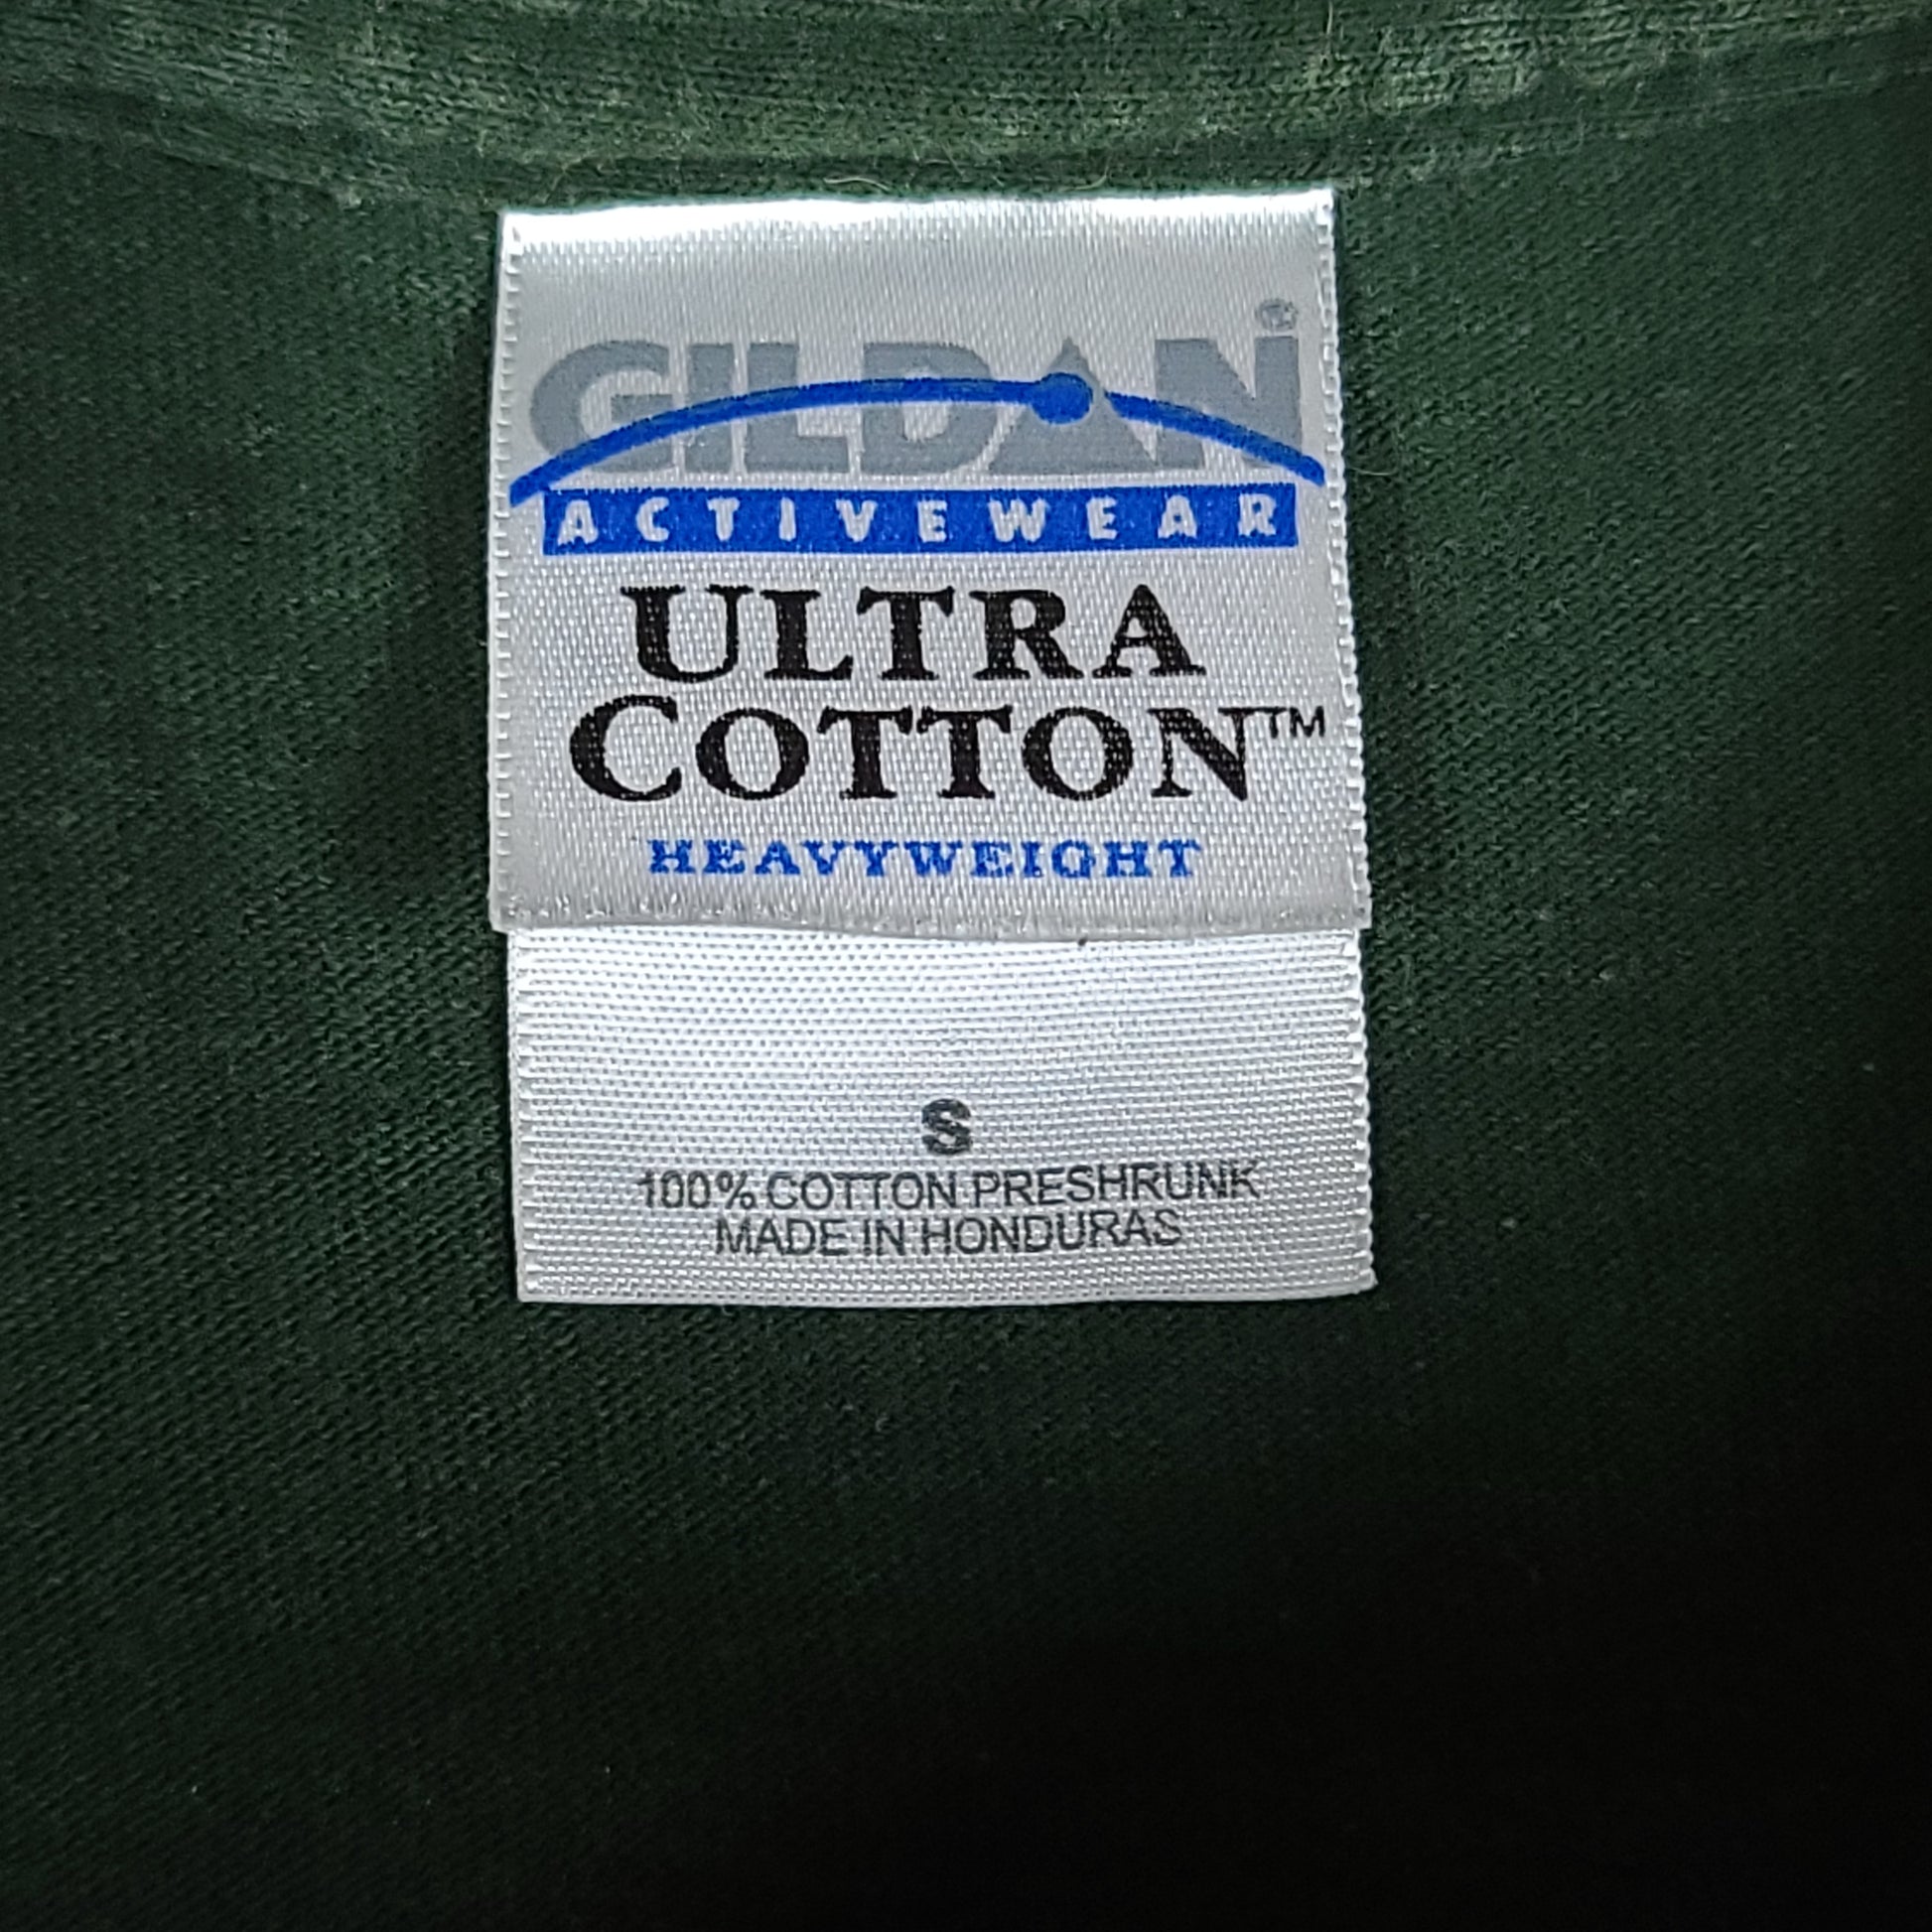 GILDAN®
ACTIVEWEAR
ULTRA
COTTON™
HEAVYWEIGHT
S
100% COTTON PRESHRUNK
MADE IN HONDURAS